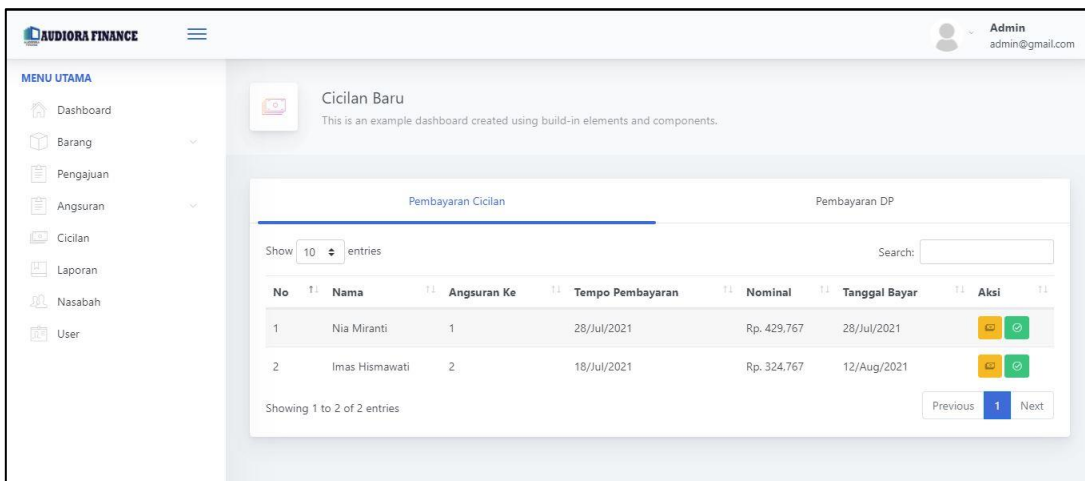 AUDIORA FINANCE
Admin
admin@gmail.com
MENU UTAMA
Dashboard
Barang
Pengajuan
Angsuran
Cicilan
Laporan
Nasabah
User
Cicilan Baru
This is an example dashboard created using build-in elements and components.
Pembayaran Cicilan Pembayaran DP
Show 10 entries Search:
No Nama Angsuran Ke Tempo Pembayaran Nominal Tanggal Bayar Aksi
1 Nia Miranti 1 28/Jul/2021 Rp. 429,767 28/Jul/2021
2 Imas Hismawati 2 18/Jul/2021 Rp. 324,767 12/Aug/2021
Showing 1 to 2 of 2 entries Previous 1 Next